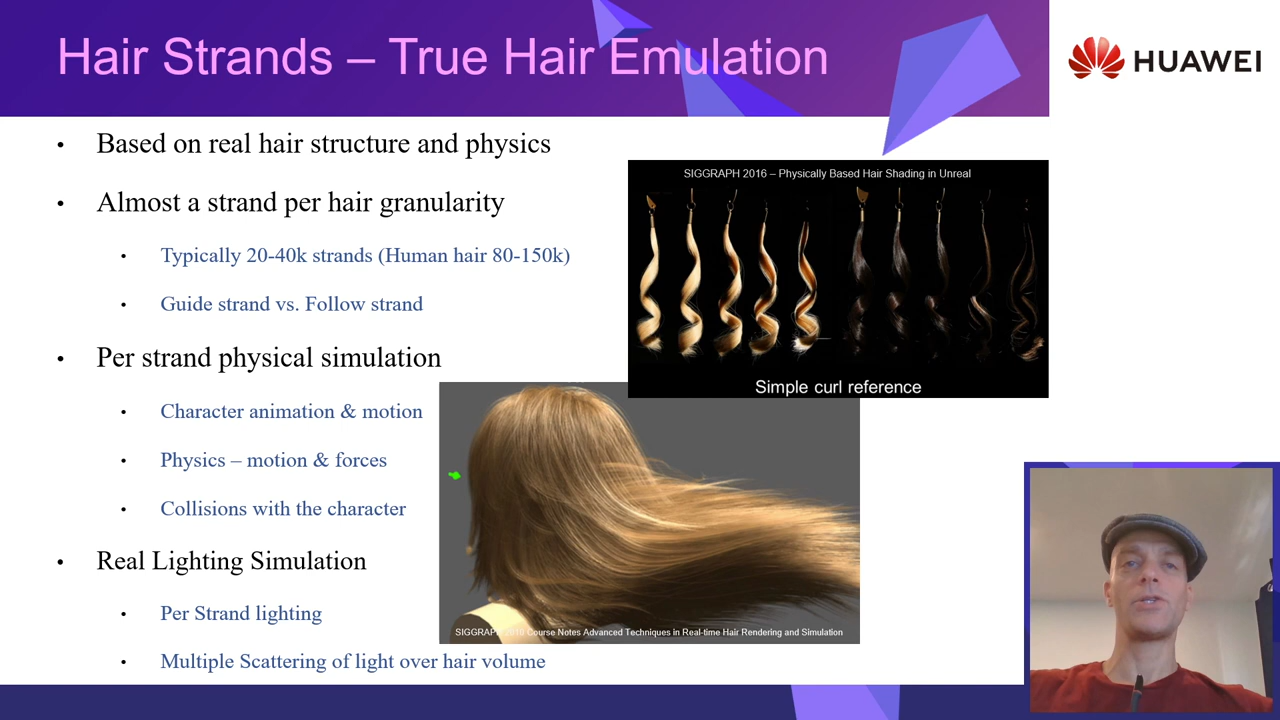 Hair Strands – True Hair Emulation
HUAWEI
• Based on real hair structure and physics
• Almost a strand per hair granularity
• Typically 20-40k strands (Human hair 80-150k)
• Guide strand vs. Follow strand
• Per strand physical simulation
• Character animation & motion
• Physics – motion & forces
• Collisions with the character
• Real Lighting Simulation
• Per Strand lighting
• Multiple Scattering of light over hair volume
SIGGRAPH 2016 – Physically Based Hair Shading in Unreal
Simple curl reference
Course Notes Advanced Techniques in Real-time Hair Rendering and Simulation